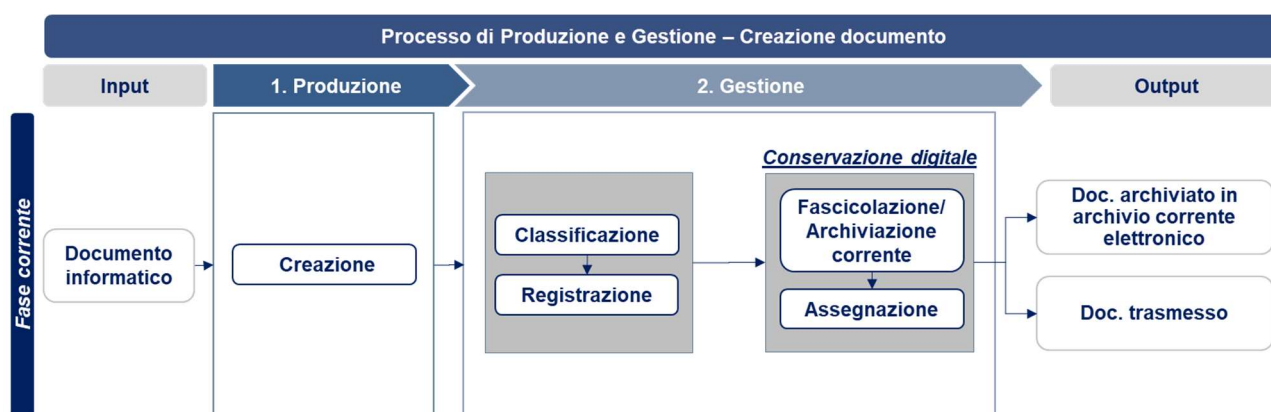 Processo di Produzione e Gestione – Creazione documento
Input
1. Produzione
2. Gestione
Output
Fase corrente
Documento
informatico
Creazione
Classificazione
Registrazione
Conservazione digitale
Fascicolazione/
Archiviazione
corrente
Assegnazione
Doc. archiviato in
archivio corrente
elettronico
Doc. trasmesso